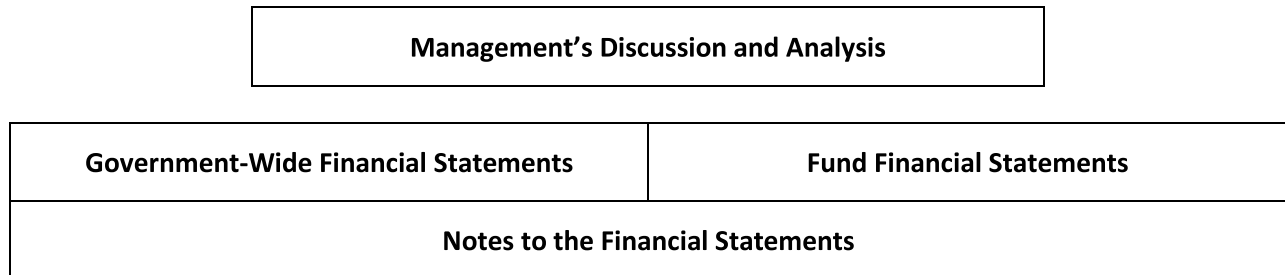 Management’s Discussion and Analysis
Government-Wide Financial Statements
Fund Financial Statements
Notes to the Financial Statements